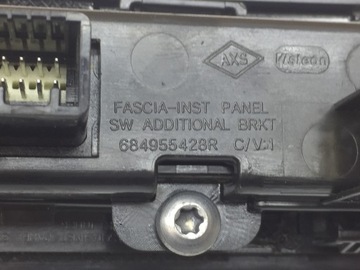 AXS Visteon
FASCIA-INST PANEL
SW ADDITIONAL BRKT
684955428R C/V:1